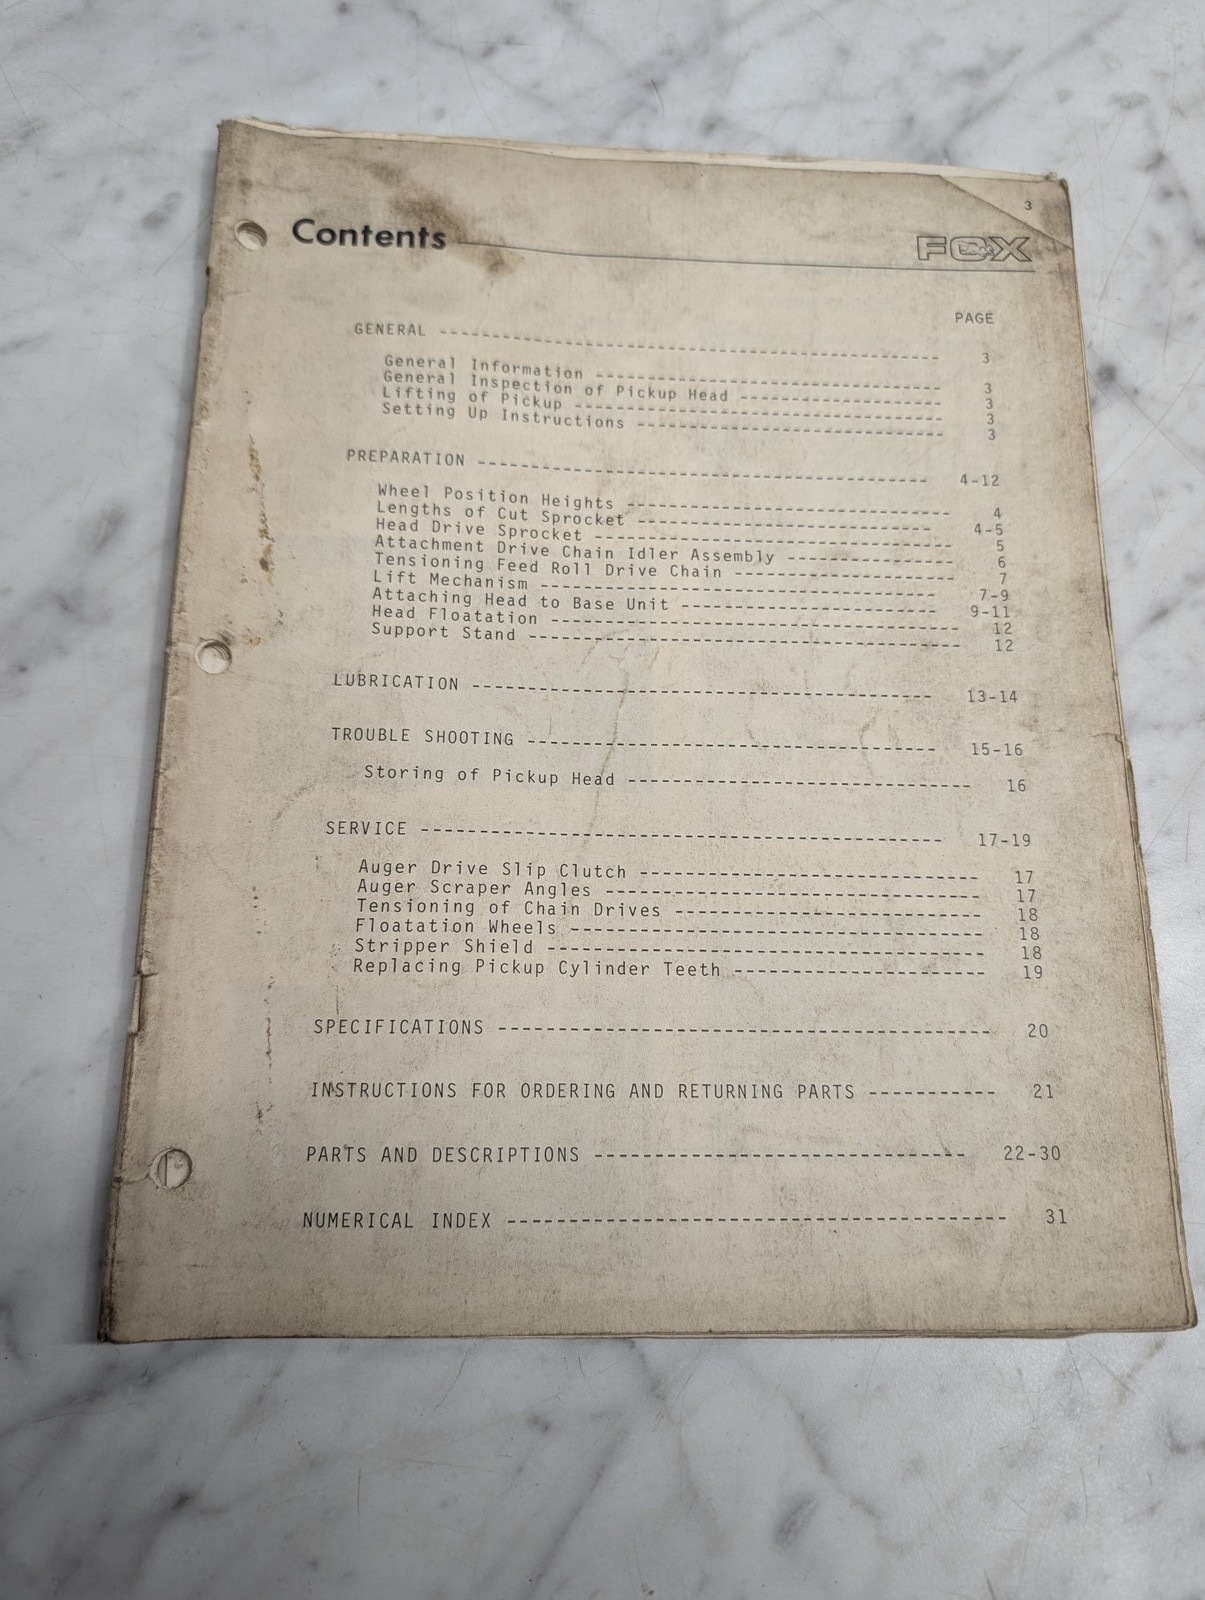 3
Contents
FOX
PAGE
GENERAL ---------------------------------------- 3
General Information ---------------------------- 3
General Inspection of Pickup Head -------------- 3
Lifting of Pickup ------------------------------ 3
Setting Up Instructions ------------------------ 3
PREPARATION ------------------------------------ 4-12
Wheel Position Heights ------------------------- 4
Lengths of Cut Sprocket ------------------------ 4-5
Head Drive Sprocket ---------------------------- 5
Attachment Drive Chain Idler Assembly ---------- 6
Tensioning Feed Roll Drive Chain --------------- 7
Lift Mechanism --------------------------------- 7-9
Attaching Head to Base Unit -------------------- 9-11
Head Floatation -------------------------------- 12
Support Stand ---------------------------------- 12
LUBRICATION ------------------------------------ 13-14
TROUBLE SHOOTING ------------------------------- 15-16
Storing of Pickup Head ------------------------- 16
SERVICE ---------------------------------------- 17-19
Auger Drive Slip Clutch ------------------------ 17
Auger Scraper Angles --------------------------- 17
Tensioning of Chain Drives --------------------- 18
Floatation Wheels ------------------------------ 18
Stripper Shield -------------------------------- 18
Replacing Pickup Cylinder Teeth ---------------- 19
SPECIFICATIONS --------------------------------- 20
INSTRUCTIONS FOR ORDERING AND RETURNING PARTS ----------- 21
PARTS AND DESCRIPTIONS ------------------------- 22-30
NUMERICAL INDEX -------------------------------- 31